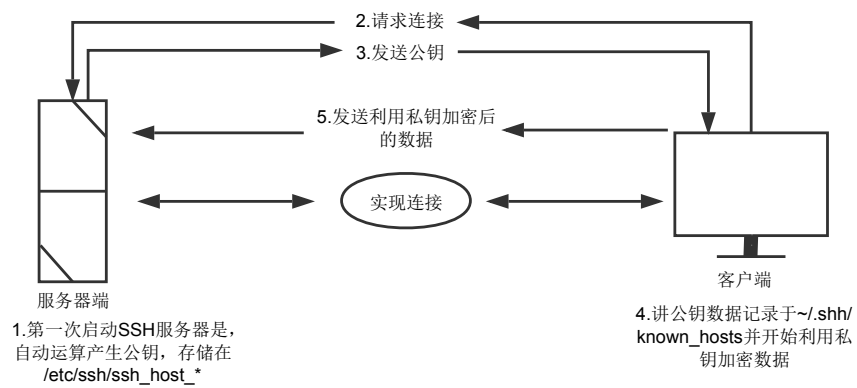 2.请求连接
3.发送公钥
5.发送利用私钥加密后
的数据
实现连接
服务器端
1.第一次启动SSH服务器是，
自动运算产生公钥，存储在
/etc/ssh/ssh_host_*
客户端
4.讲公钥数据记录于~/.shh/
known_hosts并开始利用私
钥加密数据